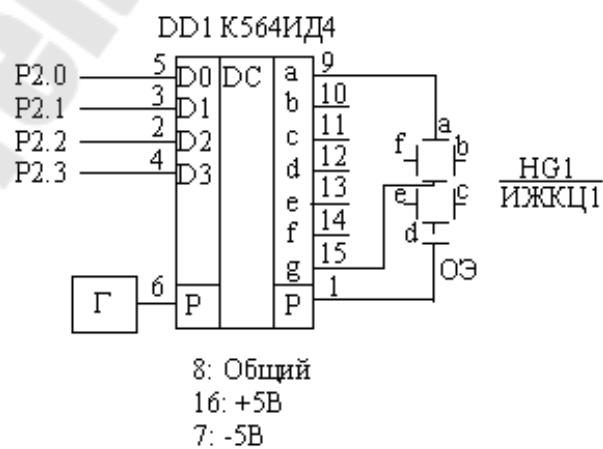 DD1 К564ИД4
P2.0 5 D0 DC a 9
P2.1 3 D1 b 10
P2.2 2 D2 c 11
P2.3 4 D3 d 12
e 13
f 14
g 15
Г 6 P P 1
a
f b
e c
d
ОЭ
HG1
ИЖКЦ1
8: Общий
16: +5В
7: -5В